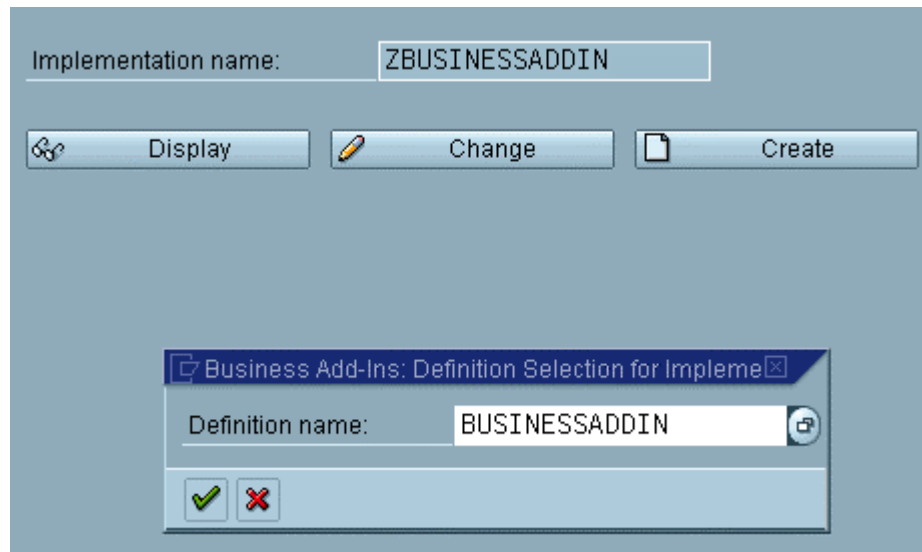 Implementation name: ZBUSINESSADDIN
Display Change Create
Business Add-Ins: Definition Selection for Impleme
Definition name: BUSINESSADDIN